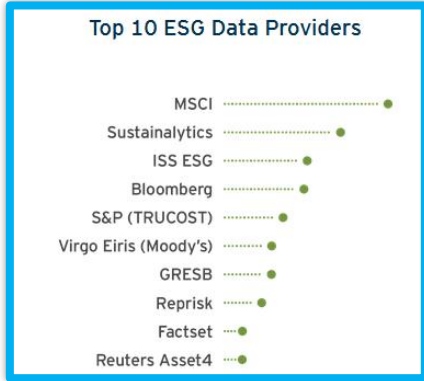 Top 10 ESG Data Providers
MSCI
Sustainalytics
ISS ESG
Bloomberg
S&P (TRUCOST)
Virgo Eiris (Moody's)
GRESB
Reprisk
Factset
Reuters Asset4